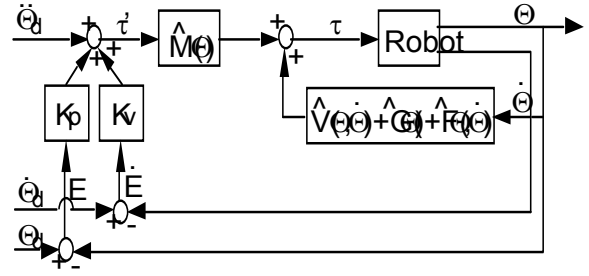 Θ̈d + + + τ' M̂(Θ) + + τ Robot Θ
Kp Kv V̂(Θ,Θ̇)+Ĝ(Θ)+F̂(Θ,Θ̇) Θ̇
Θ̇d E Ė + -
Θd + -